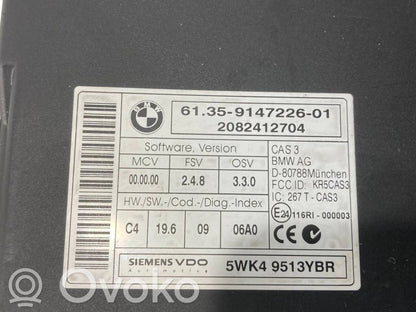 BMW
61.35-9147226-01
2082412704
Software, Version
MCV FSV OSV
00.00.00 2.4.8 3.3.0
HW./SW.-/Cod.-/Diag.-Index
C4 19.6 09 06A0
CAS 3
BMW AG
D-80788München
FCC ID: KR5CAS3
IC: 267 T - CAS3
E24 116RI - 000003
CE
SIEMENS VDO
Automotive
5WK4 9513YBR
Ovoko